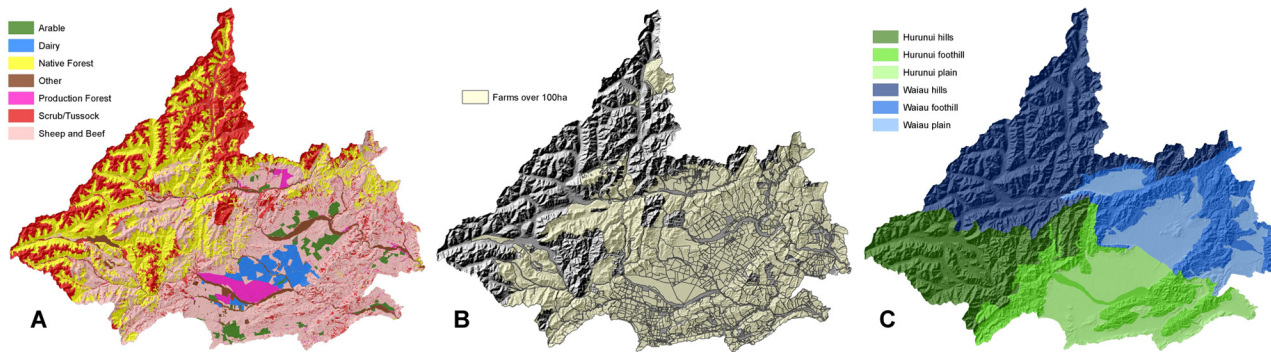 Arable
Dairy
Native Forest
Other
Production Forest
Scrub/Tussock
Sheep and Beef
A
Farms over 100ha
B
Hurunui hills
Hurunui foothill
Hurunui plain
Waiau hills
Waiau foothill
Waiau plain
C